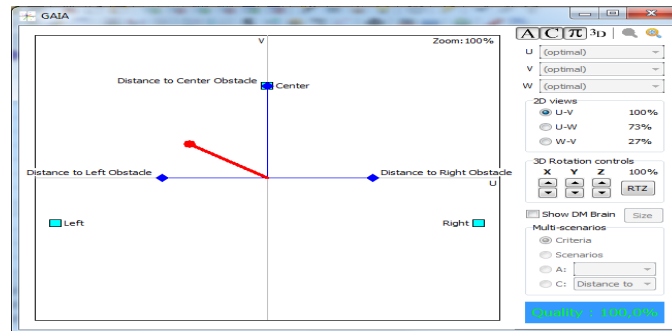 GAIA
V
Zoom: 100%
Distance to Center Obstacle
Center
Distance to Left Obstacle
Distance to Right Obstacle
U
Left
Right
A C π 3D
U (optimal)
V (optimal)
W (optimal)
2D views
U-V 100%
U-W 73%
W-V 27%
3D Rotation controls
X Y Z 100%
RTZ
Show DM Brain Size
Multi-scenarios
Criteria
Scenarios
A:
C: Distance to
Quality : 100,0%